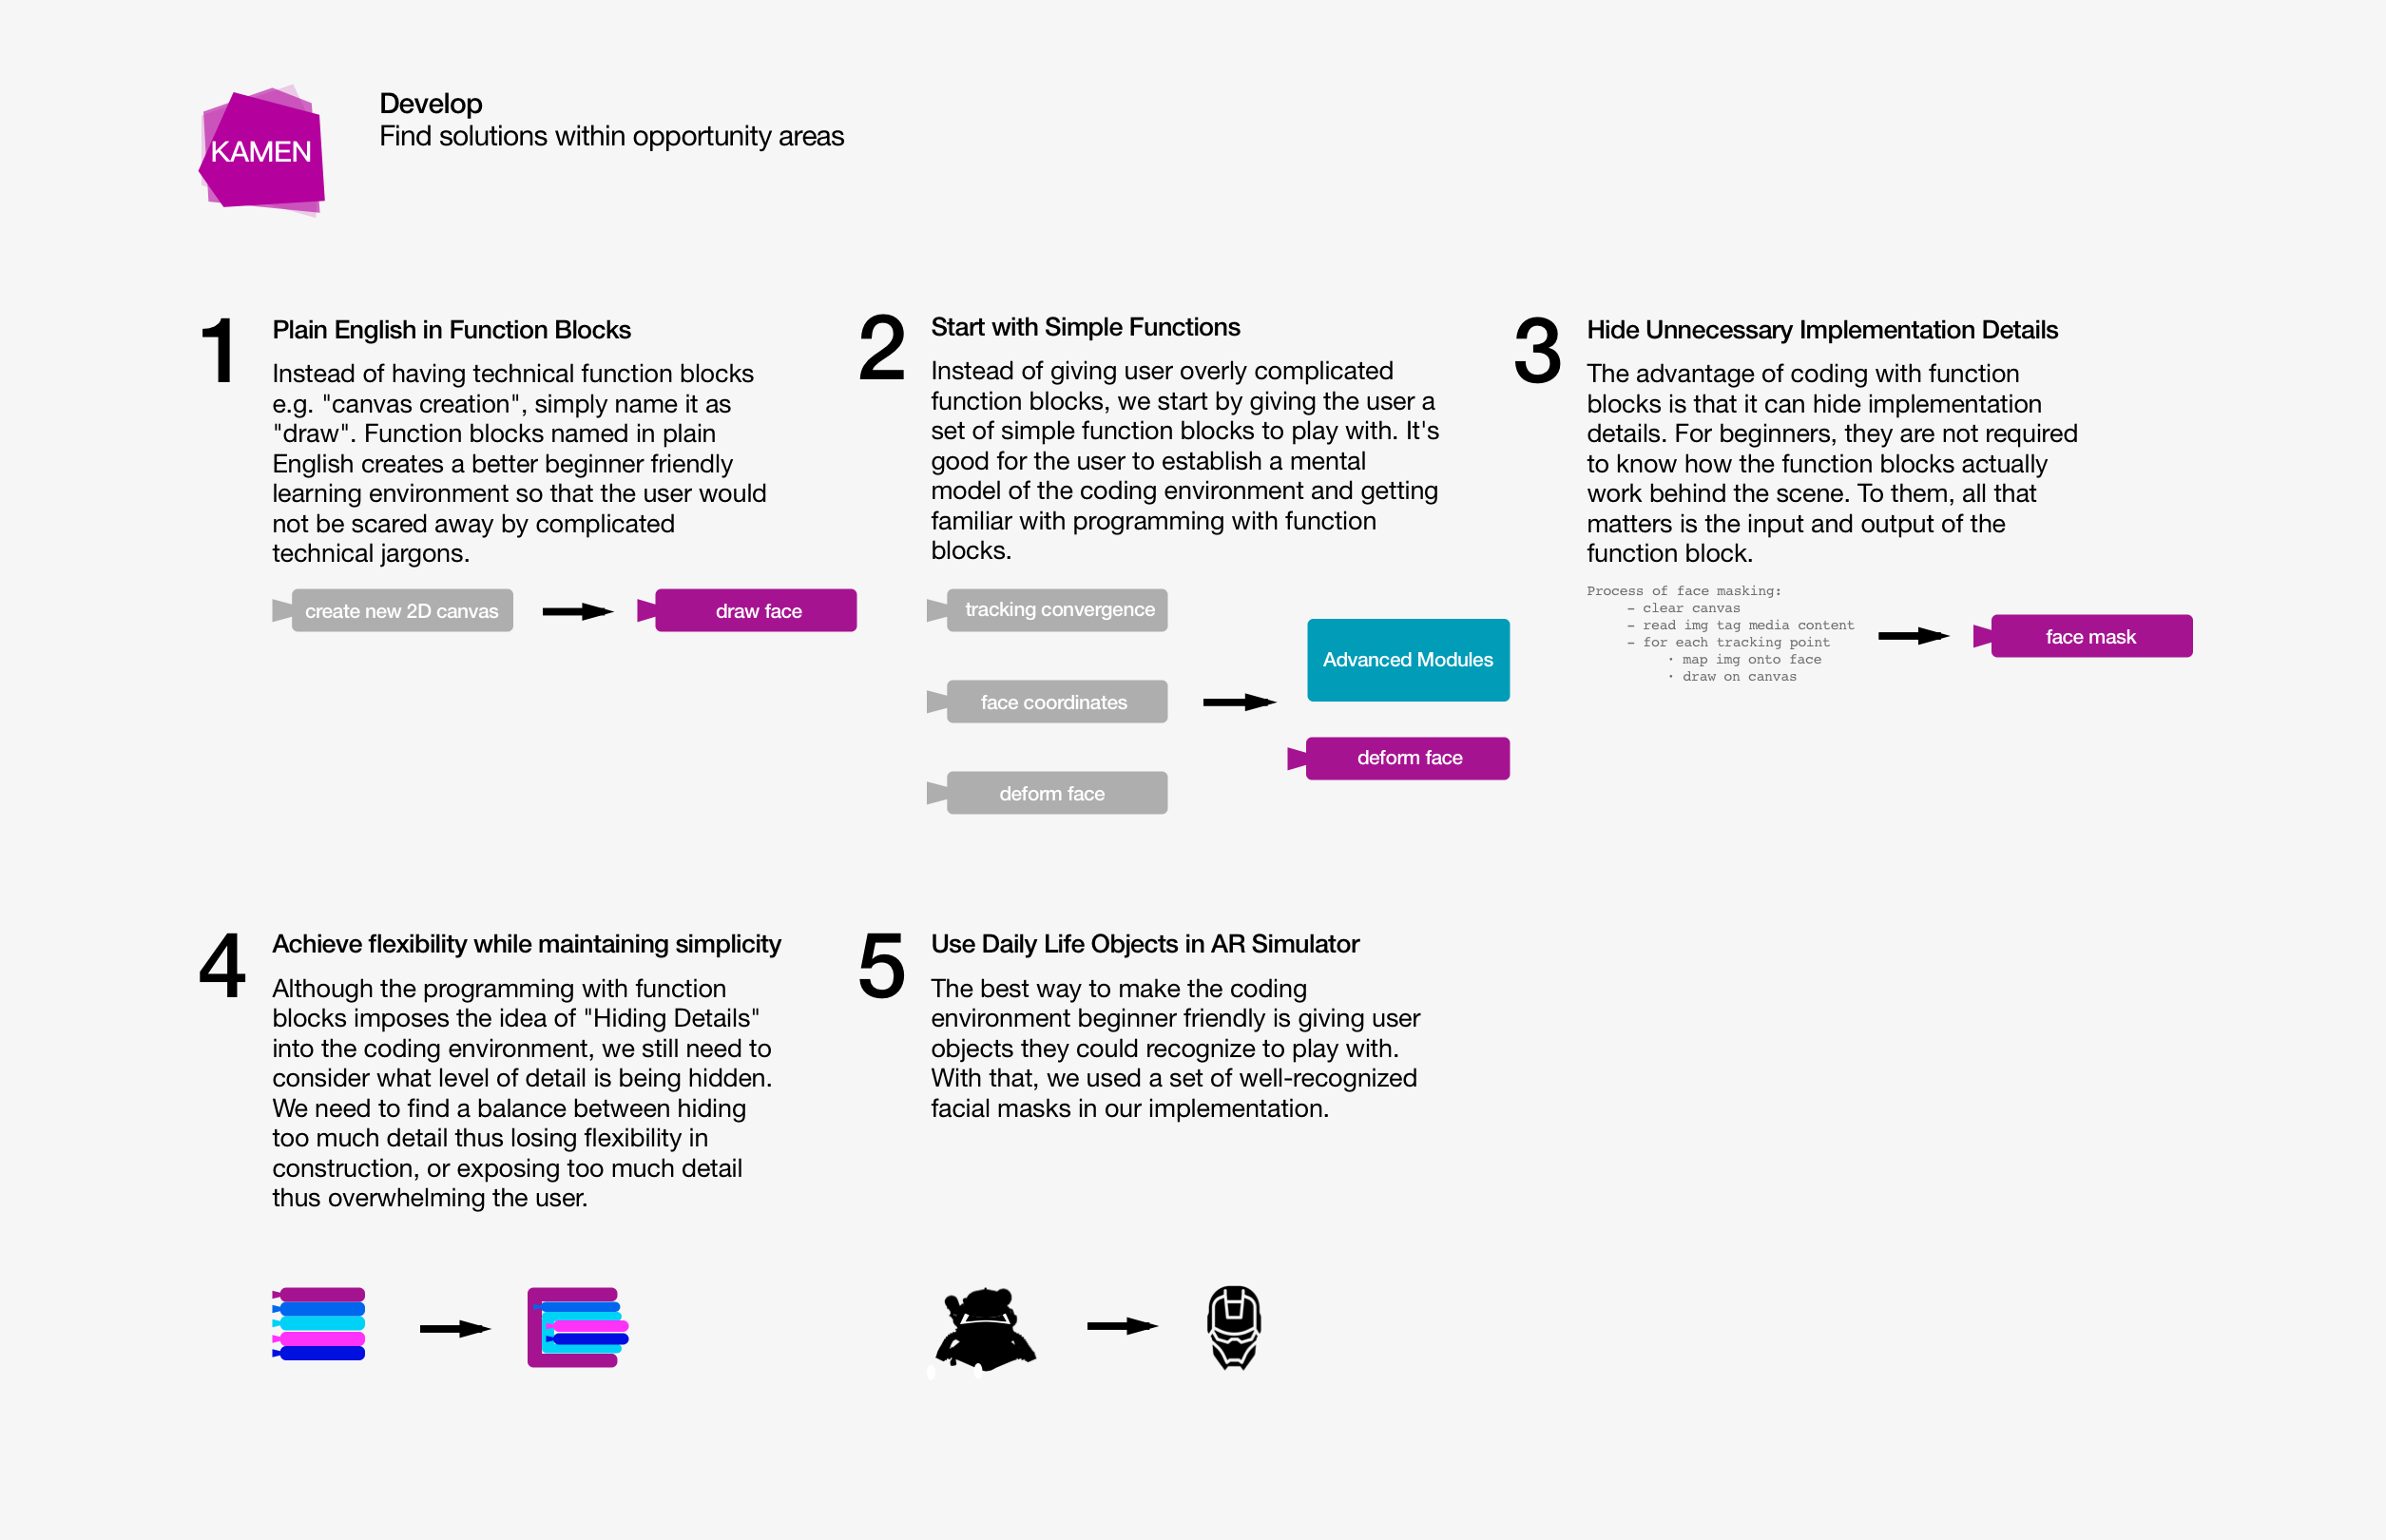 KAMEN
Develop
Find solutions within opportunity areas
1
Plain English in Function Blocks
Instead of having technical function blocks
e.g. "canvas creation", simply name it as
"draw". Function blocks named in plain
English creates a better beginner friendly
learning environment so that the user would
not be scared away by complicated
technical jargons.
create new 2D canvas
draw face
2
Start with Simple Functions
Instead of giving user overly complicated
function blocks, we start by giving the user a
set of simple function blocks to play with. It's
good for the user to establish a mental
model of the coding environment and getting
familiar with programming with function
blocks.
tracking convergence
face coordinates
deform face
Advanced Modules
deform face
3
Hide Unnecessary Implementation Details
The advantage of coding with function
blocks is that it can hide implementation
details. For beginners, they are not required
to know how the function blocks actually
work behind the scene. To them, all that
matters is the input and output of the
function block.
Process of face masking:
- clear canvas
- read img tag media content
- for each tracking point
· map img onto face
· draw on canvas
face mask
4
Achieve flexibility while maintaining simplicity
Although the programming with function
blocks imposes the idea of "Hiding Details"
into the coding environment, we still need to
consider what level of detail is being hidden.
We need to find a balance between hiding
too much detail thus losing flexibility in
construction, or exposing too much detail
thus overwhelming the user.
5
Use Daily Life Objects in AR Simulator
The best way to make the coding
environment beginner friendly is giving user
objects they could recognize to play with.
With that, we used a set of well-recognized
facial masks in our implementation.